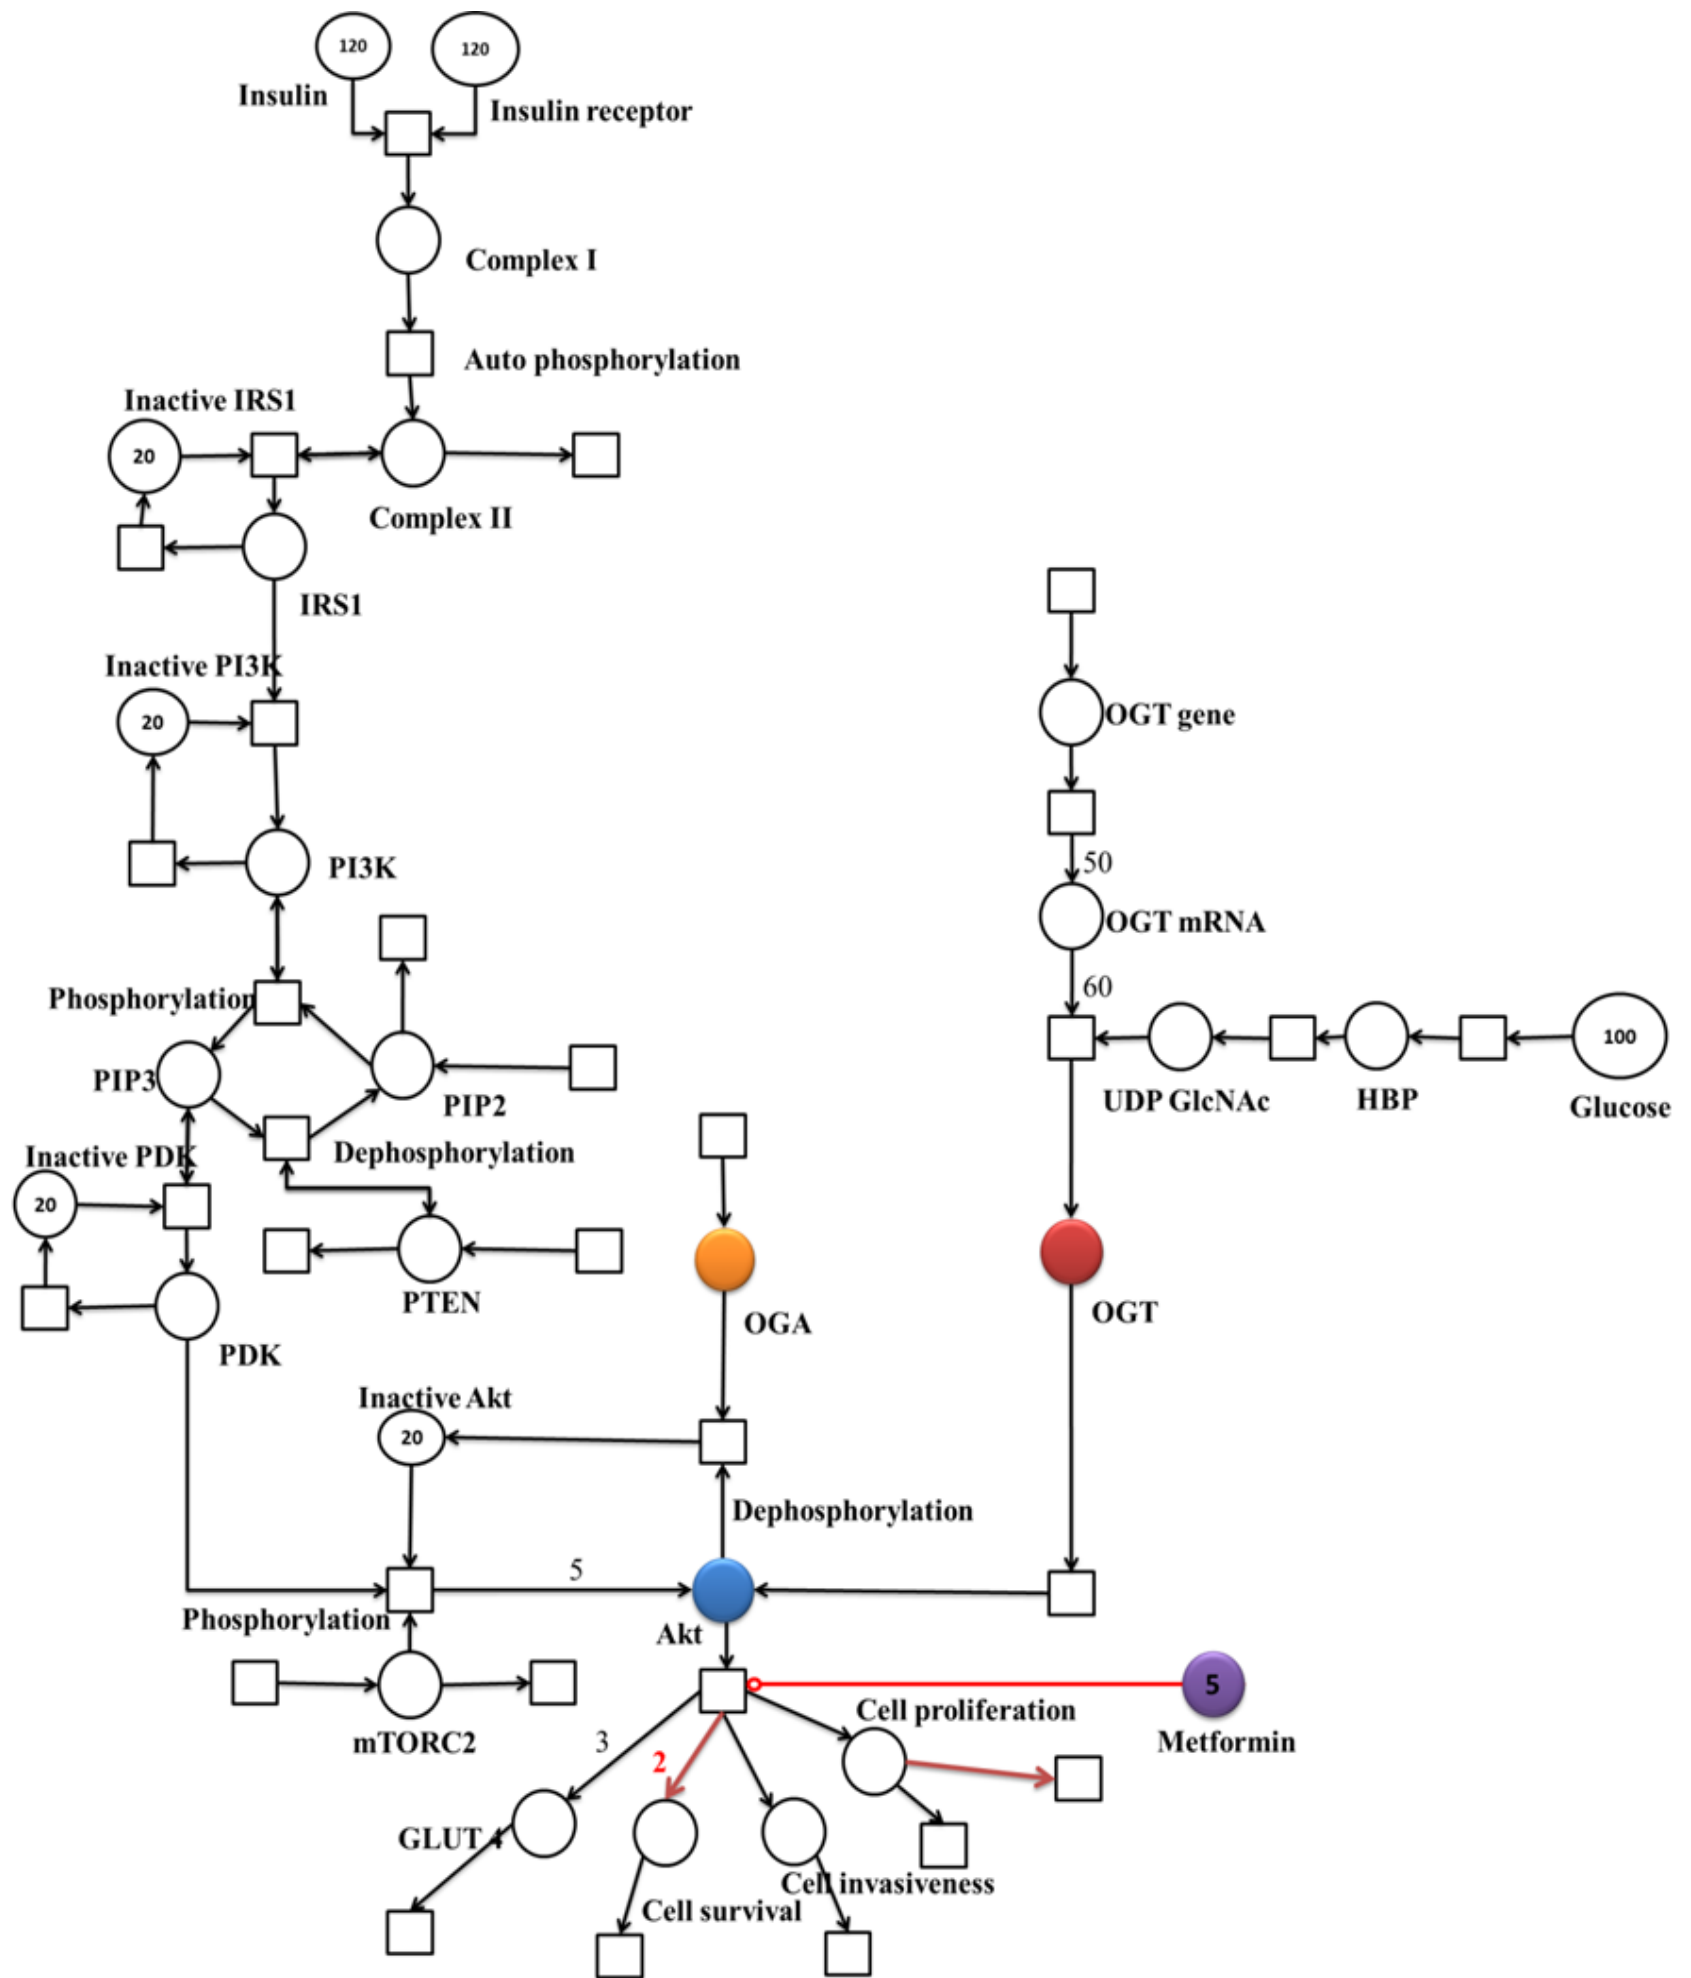 120
120
Insulin
Insulin receptor
Complex I
Auto phosphorylation
Inactive IRS1
20
Complex II
IRS1
Inactive PI3K
20
OGT gene
PI3K
50
OGT mRNA
60
Phosphorylation
100
PIP3
PIP2
UDP GlcNAc
HBP
Glucose
Inactive PDK
Dephosphorylation
20
PTEN
OGA
OGT
PDK
Inactive Akt
20
Dephosphorylation
5
Phosphorylation
Akt
5
Cell proliferation
mTORC2
3
2
Metformin
GLUT 4
Cell invasiveness
Cell survival